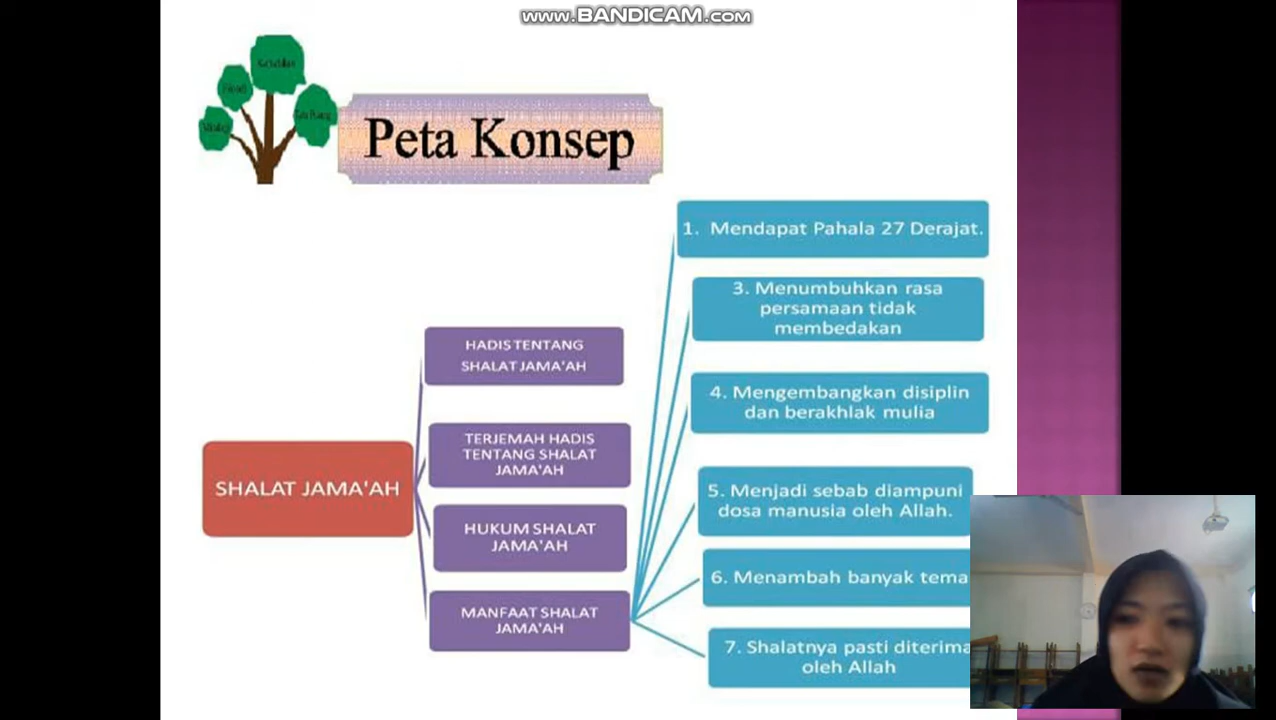 www.BANDICAM.com
Peta Konsep
SHALAT JAMA'AH
HADIS TENTANG
SHALAT JAMA'AH
TERJEMAH HADIS
TENTANG SHALAT
JAMA'AH
HUKUM SHALAT
JAMA'AH
MANFAAT SHALAT
JAMA'AH
1. Mendapat Pahala 27 Derajat.
3. Menumbuhkan rasa
persamaan tidak
membedakan
4. Mengembangkan disiplin
dan berakhlak mulia
5. Menjadi sebab diampuni
dosa manusia oleh Allah.
6. Menambah banyak tema
7. Shalatnya pasti diterima
oleh Allah